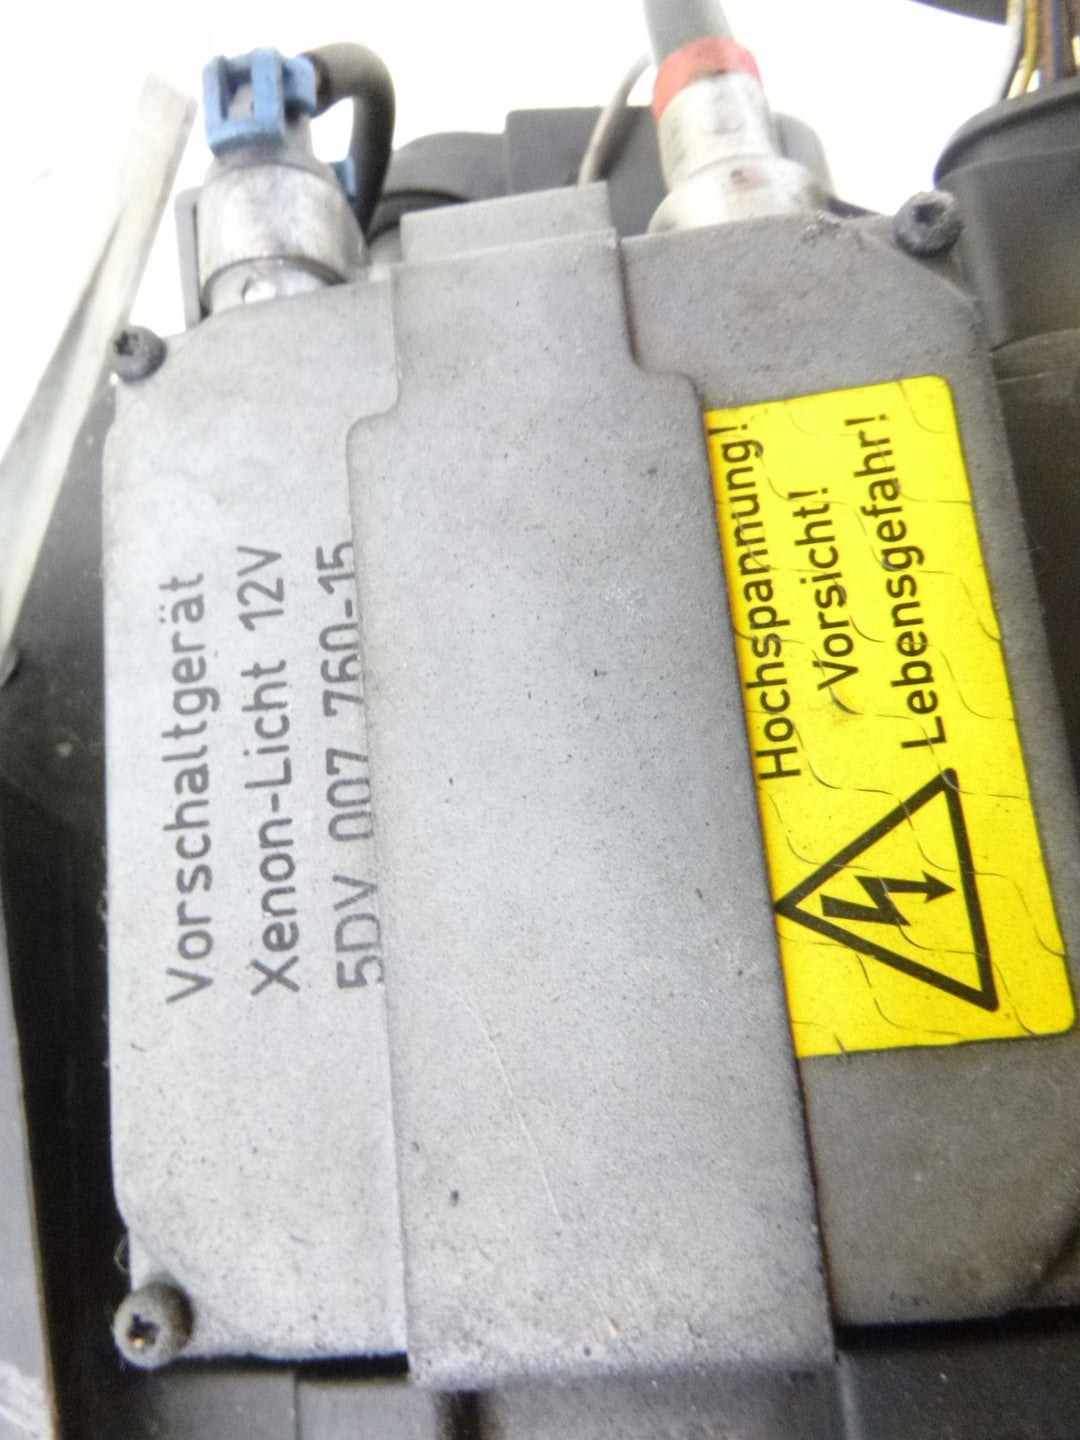 Vorschaltgerät
Xenon-Licht 12V
5DV 007 760-15
Hochspannung!
Vorsicht!
Lebensgefahr!